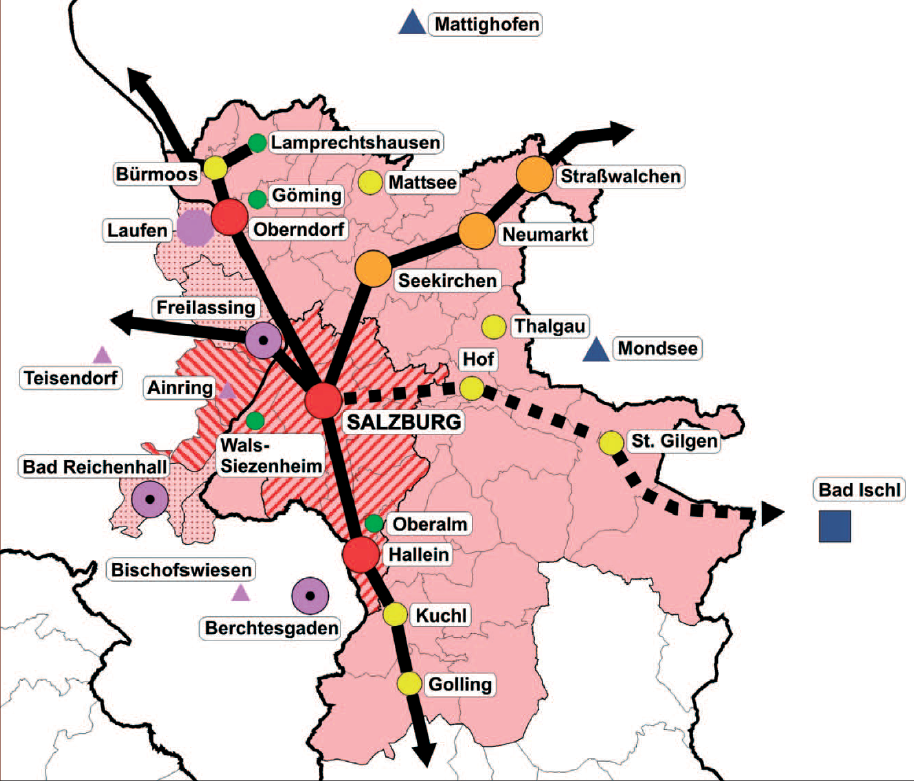 Mattighofen
Lamprechtshausen
Bürmoos
Mattsee
Straßwalchen
Göming
Laufen
Oberndorf
Neumarkt
Seekirchen
Freilassing
Thalgau
Hof
Mondsee
Teisendorf
Ainring
SALZBURG
Wals-
Siezenheim
St. Gilgen
Bad Reichenhall
Bad Ischl
Oberalm
Hallein
Bischofswiesen
Kuchl
Berchtesgaden
Golling